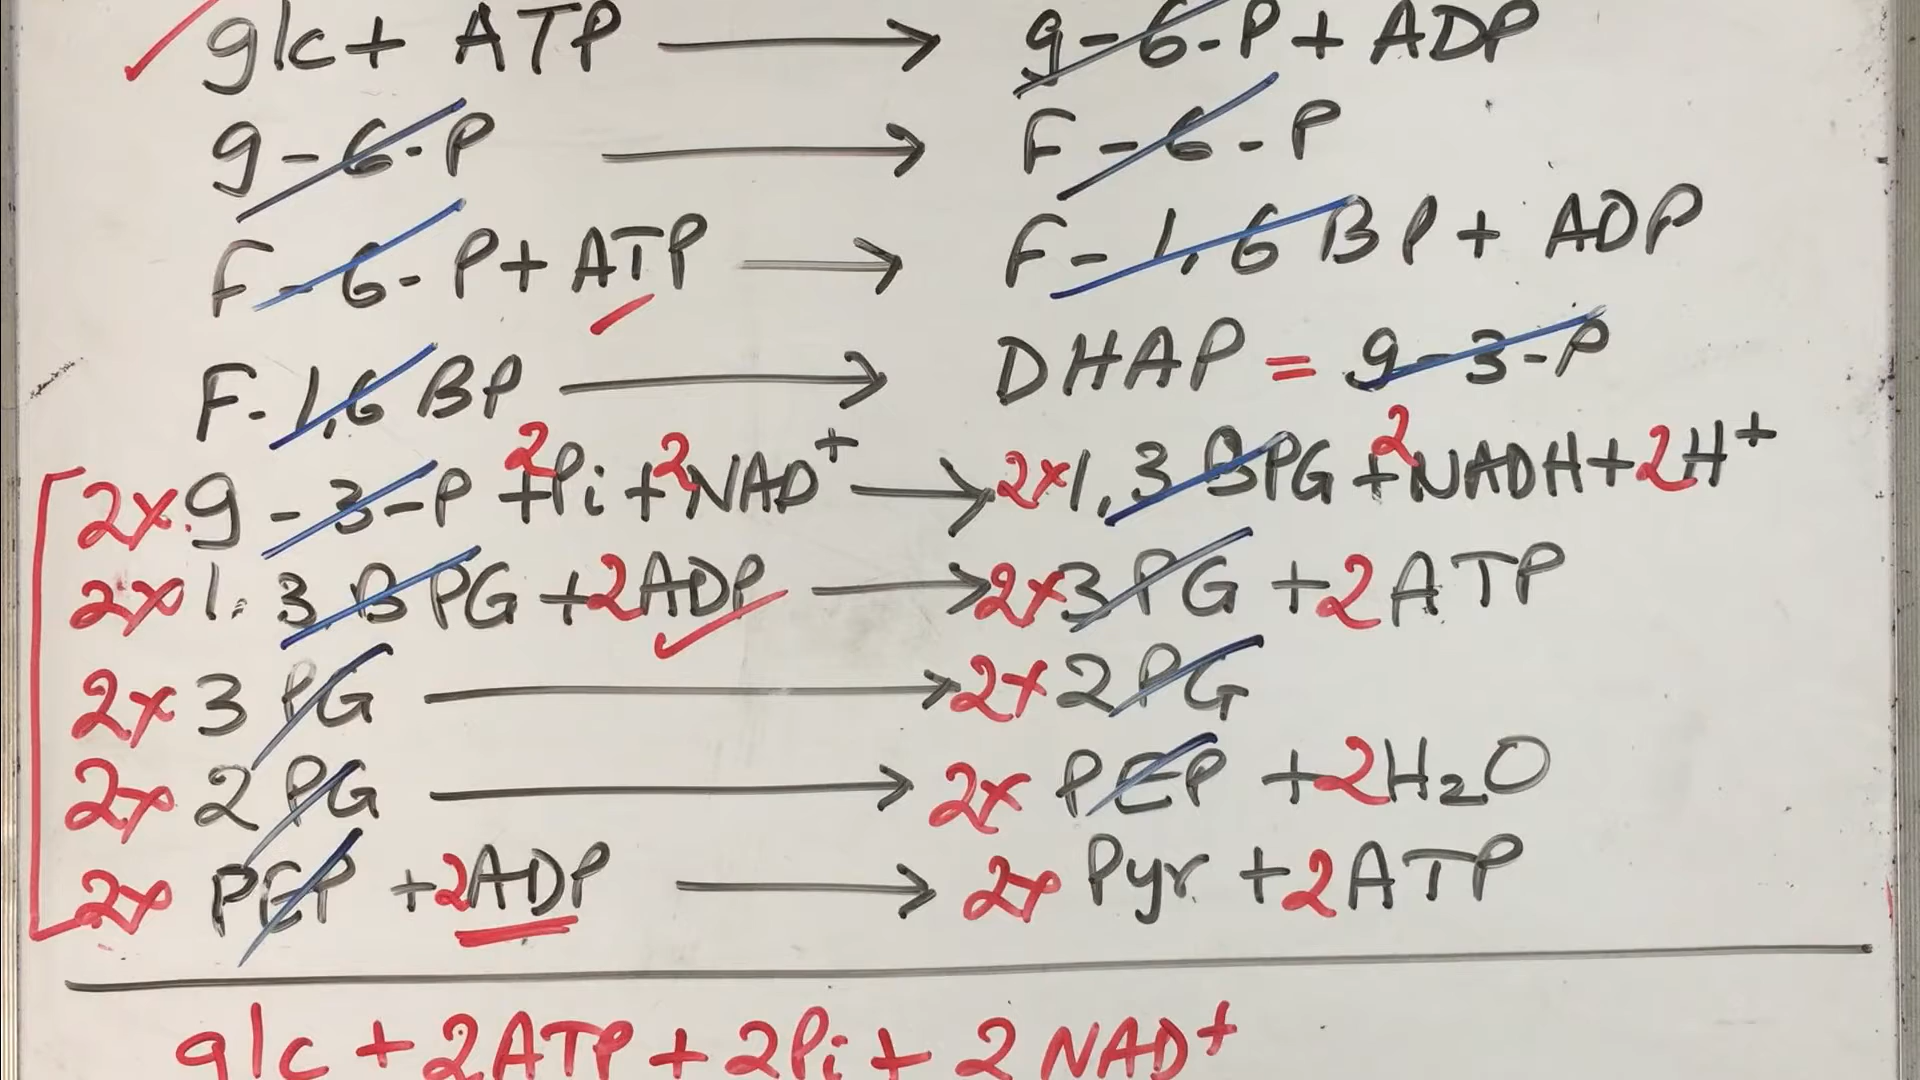 glc + ATP → g-6-P + ADP
g-6-P → F-6-P
F-6-P + ATP → F-1,6 BP + ADP
F-1,6 BP → DHAP = g-3-P
2x g-3-P + 2Pi + 2NAD+ → 2x 1,3 BPG + 2NADH + 2H+
2x 1,3 BPG + 2ADP → 2x 3PG + 2ATP
2x 3PG → 2x 2PG
2x 2PG → 2x PEP + 2H2O
2x PEP + 2ADP → 2x Pyr + 2ATP
glc + 2ATP + 2Pi + 2NAD+